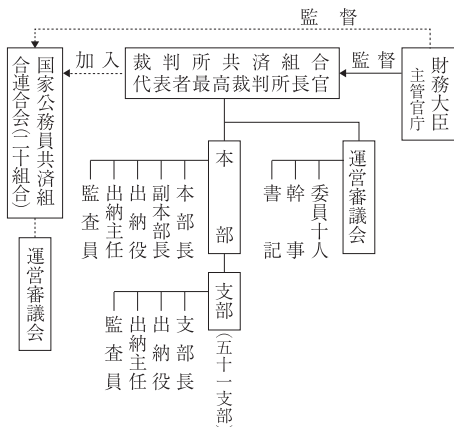 監督
財務大臣
主管官庁
監督
裁判所共済組合
代表者最高裁判所長官
加入
国家公務員共済組
合連合会(二十組合)
運営審議会
運営審議会
委員十人
幹事
書記
本部
本部長
副本部長
出納役
出納主任
監査員
支部
(五十一支部)
支部長
出納役
出納主任
監査員